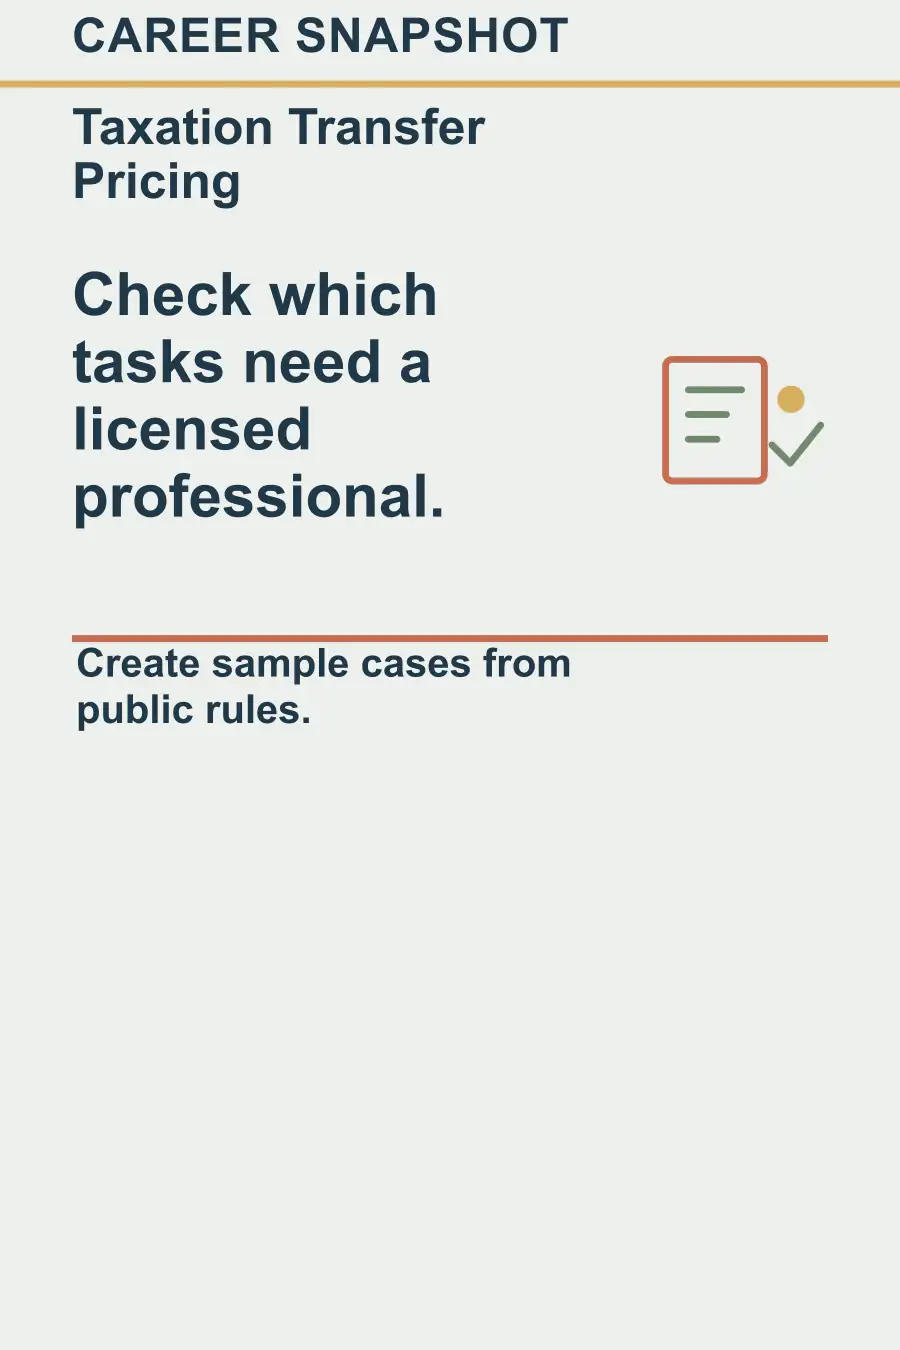 CAREER SNAPSHOT
Taxation Transfer
Pricing
Check which
tasks need a
licensed
professional.
Create sample cases from
public rules.